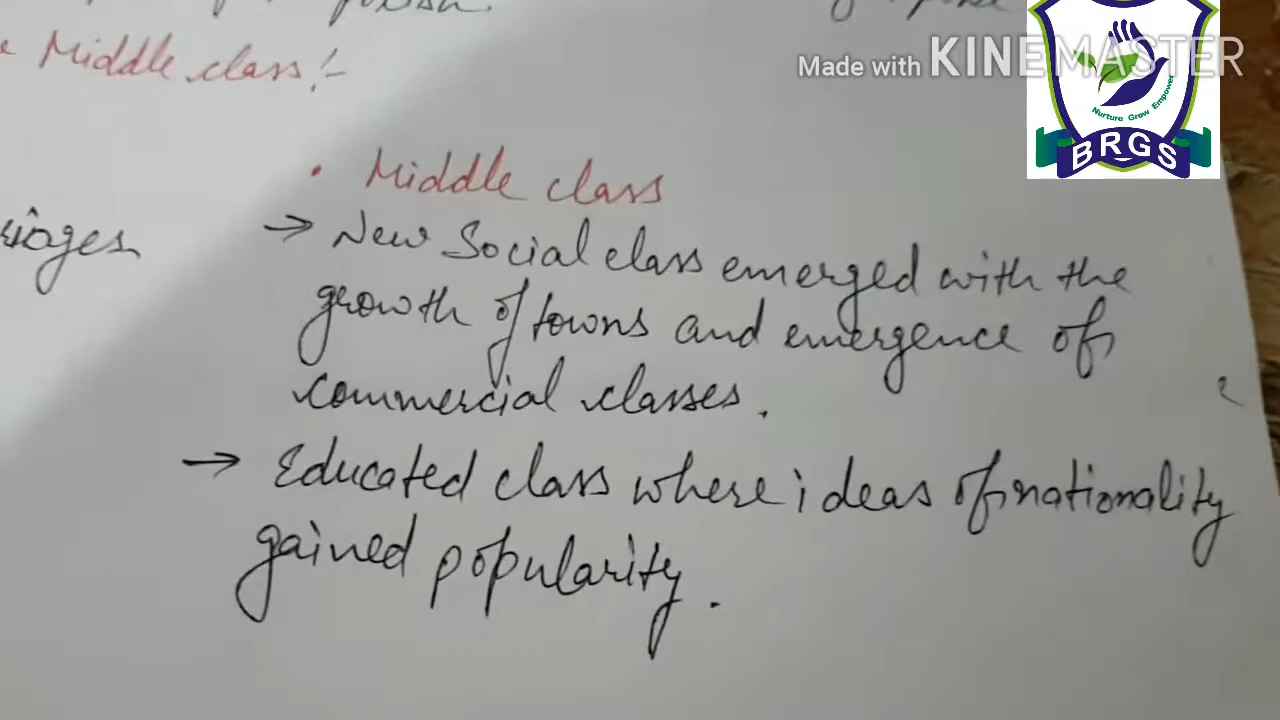 Middle class !-
Made with KINEMASTER
Nurture Grow Empower
BRGS
• Middle class
→ New Social class emerged with the
growth of towns and emergence of
commercial classes.
→ Educated class where ideas of nationality
gained popularity.